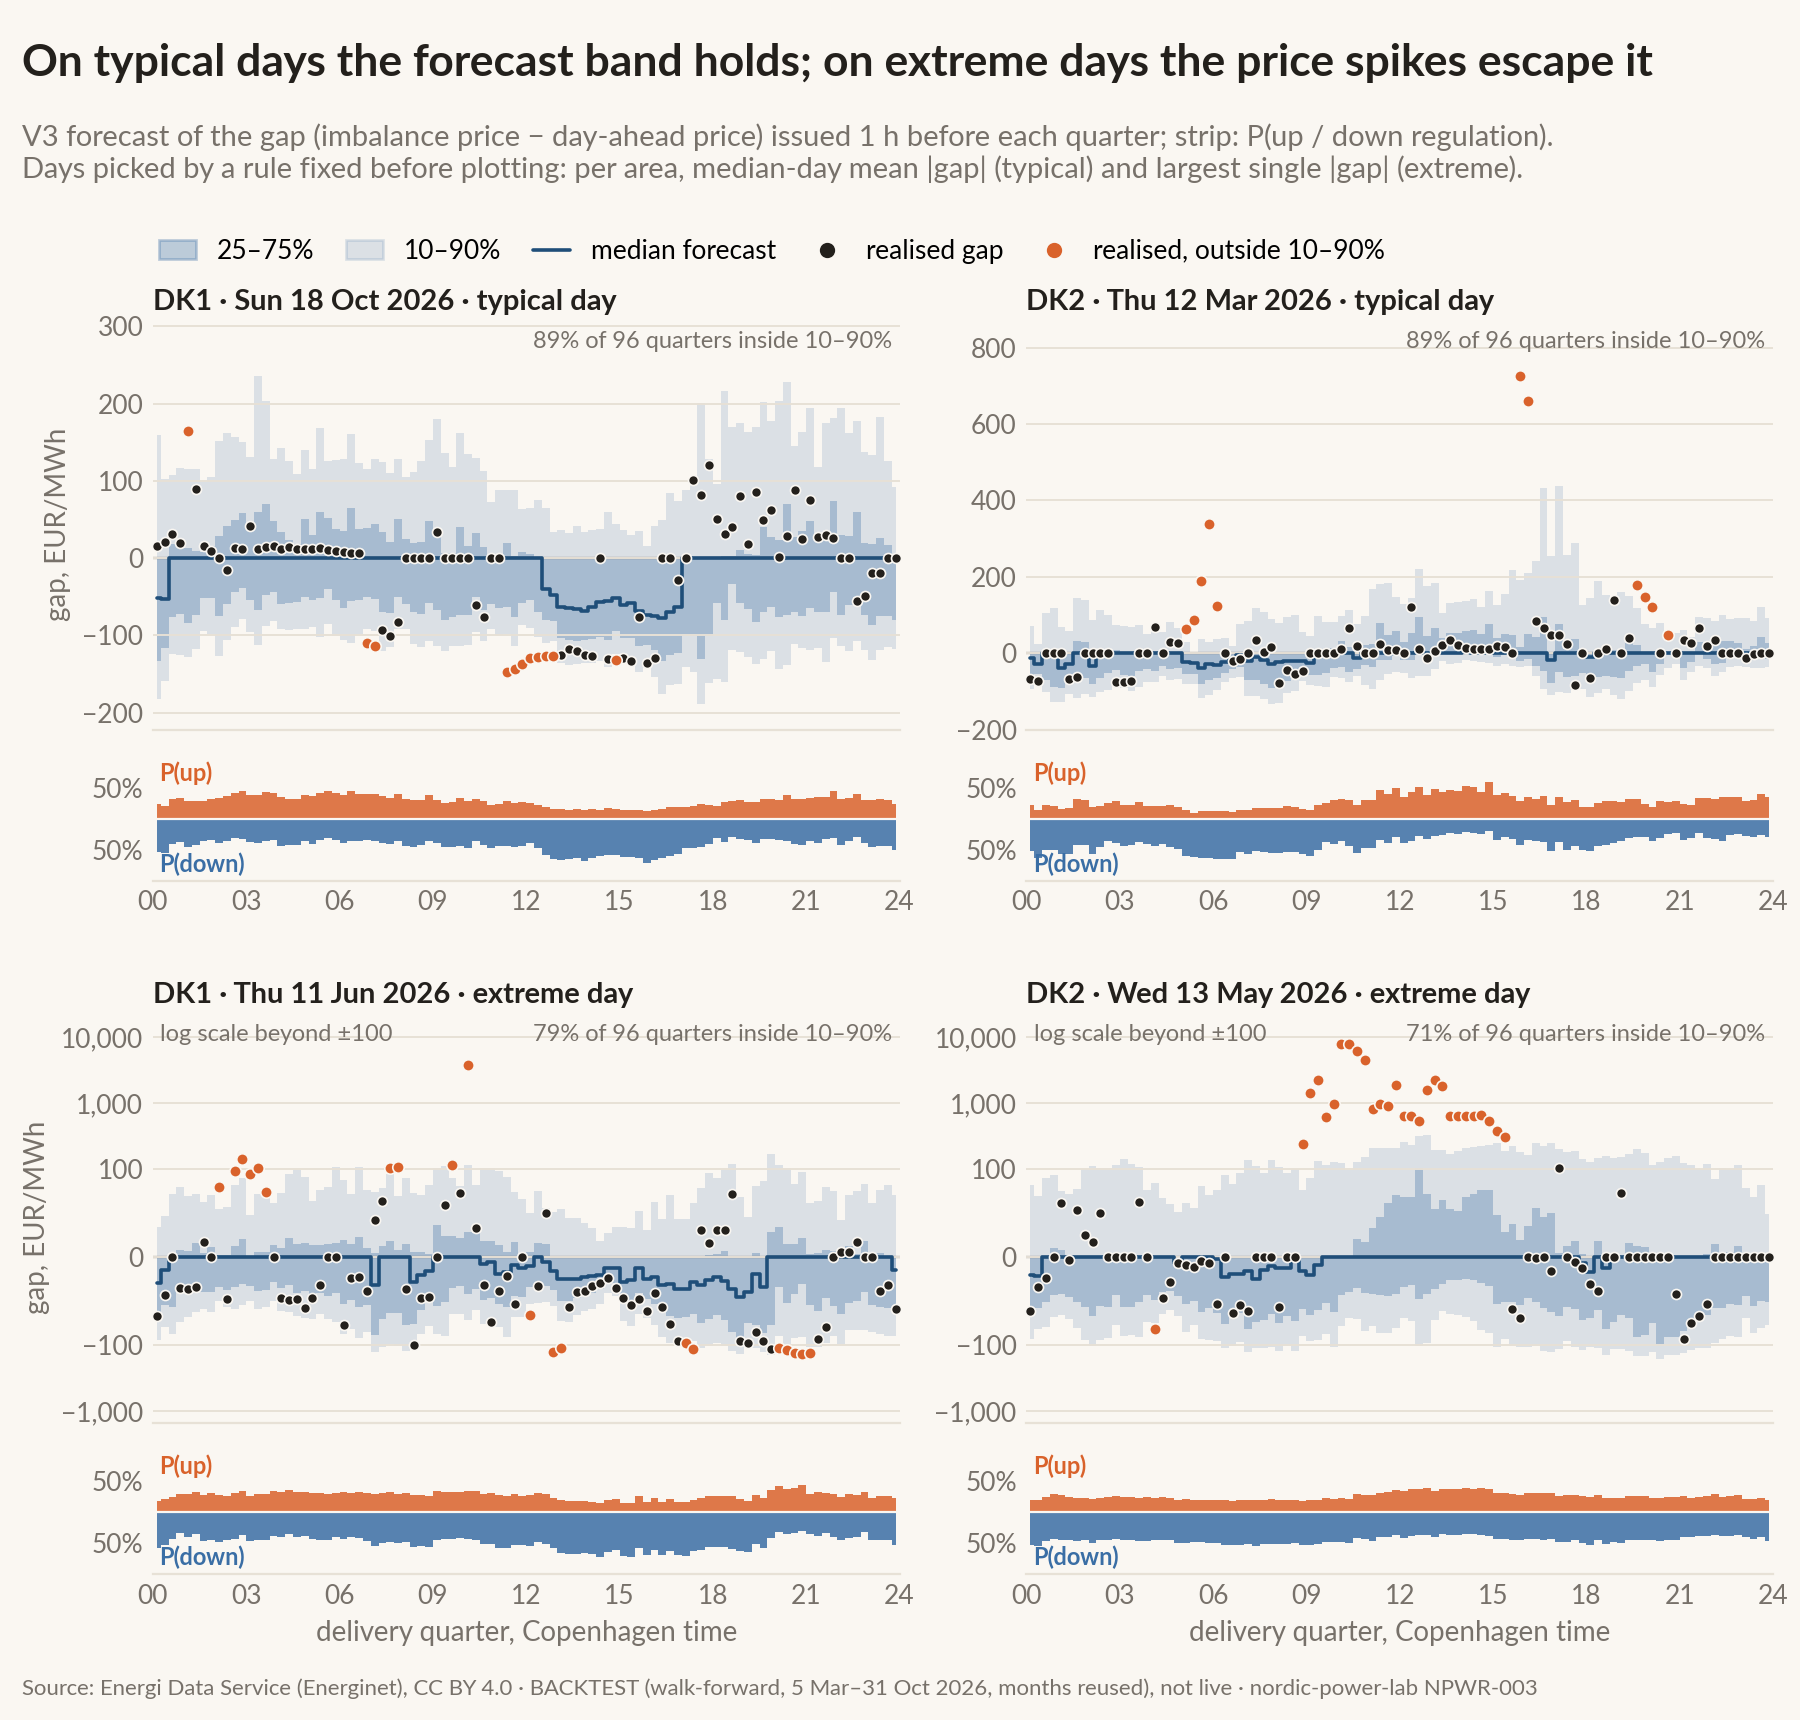 On typical days the forecast band holds; on extreme days the price spikes escape it
V3 forecast of the gap (imbalance price − day-ahead price) issued 1 h before each quarter; strip: P(up / down regulation).
Days picked by a rule fixed before plotting: per area, median-day mean |gap| (typical) and largest single |gap| (extreme).
25–75% 10–90% median forecast realised gap realised, outside 10–90%
DK1 · Sun 18 Oct 2026 · typical day
89% of 96 quarters inside 10–90%
300
200
100
0
−100
−200
gap, EUR/MWh
P(up)
50%
50%
P(down)
00 03 06 09 12 15 18 21 24
DK2 · Thu 12 Mar 2026 · typical day
89% of 96 quarters inside 10–90%
800
600
400
200
0
−200
P(up)
50%
50%
P(down)
00 03 06 09 12 15 18 21 24
DK1 · Thu 11 Jun 2026 · extreme day
log scale beyond ±100 79% of 96 quarters inside 10–90%
10,000
1,000
100
0
−100
−1,000
gap, EUR/MWh
P(up)
50%
50%
P(down)
00 03 06 09 12 15 18 21 24
delivery quarter, Copenhagen time
DK2 · Wed 13 May 2026 · extreme day
log scale beyond ±100 71% of 96 quarters inside 10–90%
10,000
1,000
100
0
−100
−1,000
P(up)
50%
50%
P(down)
00 03 06 09 12 15 18 21 24
delivery quarter, Copenhagen time
Source: Energi Data Service (Energinet), CC BY 4.0 · BACKTEST (walk-forward, 5 Mar–31 Oct 2026, months reused), not live · nordic-power-lab NPWR-003